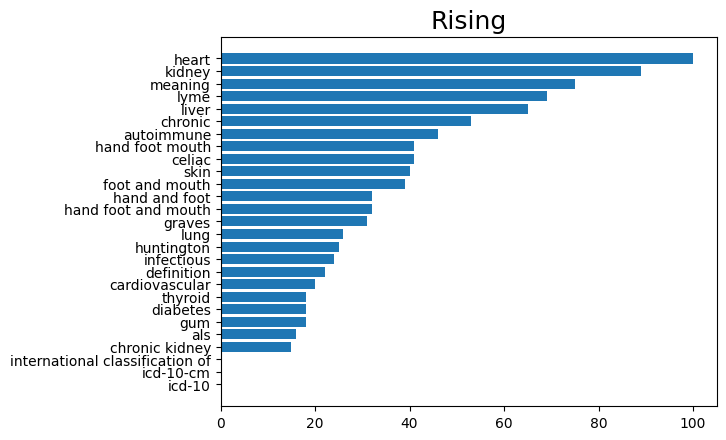 Rising
heart
kidney
meaning
lyme
liver
chronic
autoimmune
hand foot mouth
celiac
skin
foot and mouth
hand and foot
hand foot and mouth
graves
lung
huntington
infectious
definition
cardiovascular
thyroid
diabetes
gum
als
chronic kidney
international classification of
icd-10-cm
icd-10
0 20 40 60 80 100